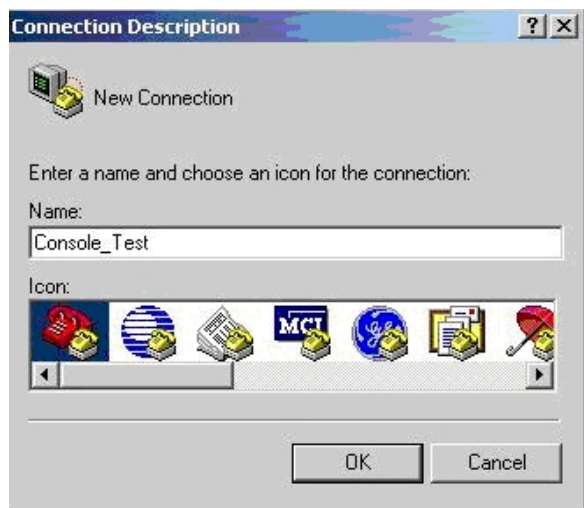 Connection Description
New Connection
Enter a name and choose an icon for the connection:
Name:
Console_Test
Icon:
MCI
OK
Cancel